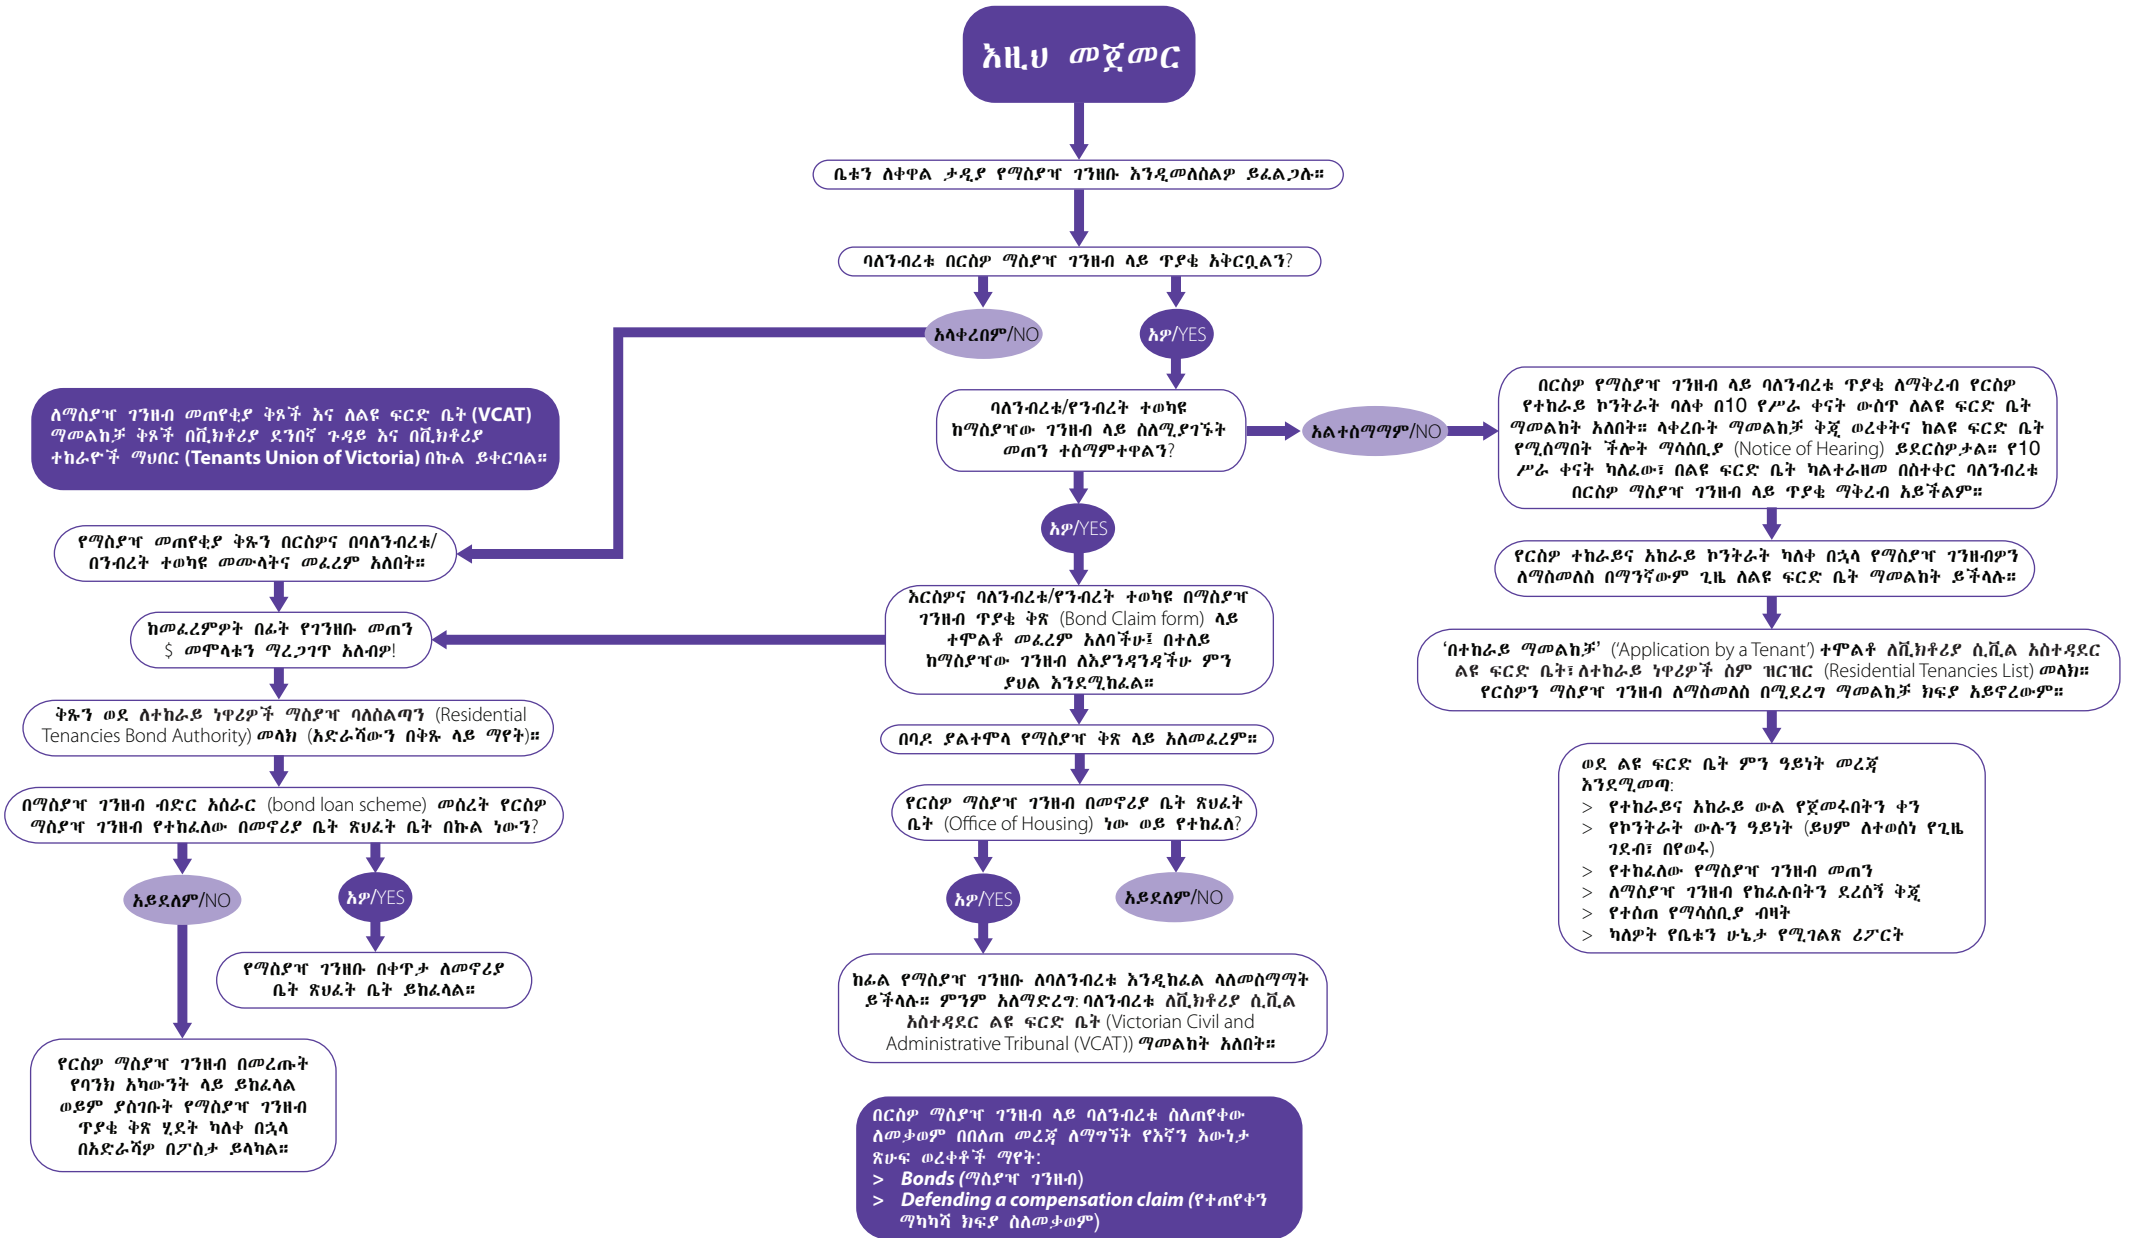 እዚህ መጀመር
ቤቱን ለቀዋል ታዲያ የማስያዣ ገንዘቡ እንዲመለስልዎ ይፈልጋሉ።
ባለንብረቱ በርስዎ ማስያዣ ገንዘብ ላይ ጥያቄ አቅርቧልን?
አላቀረበም/NO
አዎ/YES
ለማስያዣ ገንዘብ መጠየቂያ ቅጾች እና ለልዩ ፍርድ ቤት (VCAT)
ማመልከቻ ቅጾች በቪክቶሪያ ደንበኛ ጉዳይ እና በቪክቶሪያ
ተከራዮች ማህበር (Tenants Union of Victoria) በኩል ይቀርባል።
ባለንብረቱ/የንብረት ተወካዩ
ከማስያዣው ገንዘብ ላይ ስለሚያገኙት
መጠን ተስማምተዋልን?
አልተስማማም/NO
በርስዎ የማስያዣ ገንዘብ ላይ ባለንብረቱ ጥያቄ ለማቅረብ የርስዎ
የተከራይ ኮንትራት ባለቀ በ10 የሥራ ቀናት ውስጥ ለልዩ ፍርድ ቤት
ማመልከት አለበት። ላቀረቡት ማመልከቻ ቅጂ ወረቀትና ከልዩ ፍርድ ቤት
የሚሰማበት ችሎት ማሳሰቢያ (Notice of Hearing) ይደርስዎታል። የ10
ሥራ ቀናት ካለፈው፣ በልዩ ፍርድ ቤት ካልተራዘመ በስተቀር ባለንብረቱ
በርስዎ ማስያዣ ገንዘብ ላይ ጥያቄ ማቅረብ አይችልም።
የማስያዣ መጠየቂያ ቅጹን በርስዎና በባለንብረቱ/
በንብረት ተወካዩ መሙላትና መፈረም አለበት።
አዎ/YES
የርስዎ ተከራይና አከራይ ኮንትራት ካለቀ በኋላ የማስያዣ ገንዘብዎን
ለማስመለስ በማንኛውም ጊዜ ለልዩ ፍርድ ቤት ማመልከት ይችላሉ።
ከመፈረምዎት በፊት የገንዘቡ መጠን
$ መሞላቱን ማረጋገጥ አለብዎ!
እርስዎና ባለንብረቱ/የንብረት ተወካዩ በማስያዣ
ገንዘብ ጥያቄ ቅጽ (Bond Claim form) ላይ
ተሞልቶ መፈረም አለባችሁ፤ በተለይ
ከማስያዣው ገንዘብ ለእያንዳንዳችሁ ምን
ያህል እንደሚከፈል።
‘በተከራይ ማመልከቻ’ (‘Application by a Tenant’) ተሞልቶ ለቪክቶሪያ ሲቪል አስተዳደር
ልዩ ፍርድ ቤት፣ ለተከራይ ነዋሪዎች ስም ዝርዝር (Residential Tenancies List) መላክ።
የርስዎን ማስያዣ ገንዘብ ለማስመለስ በሚደረግ ማመልከቻ ክፍያ አይኖረውም።
ቅጹን ወደ ለተከራይ ነዋሪዎች ማስያዣ ባለስልጣን (Residential
Tenancies Bond Authority) መላክ (አድራሻውን በቅጹ ላይ ማየት)።
በባዶ ያልተሞላ የማስያዣ ቅጽ ላይ አለመፈረም።
በማስያዣ ገንዘብ ብድር አሰራር (bond loan scheme) መሰረት የርስዎ
ማስያዣ ገንዘብ የተከፈለው በመኖሪያ ቤት ጽህፈት ቤት በኩል ነውን?
የርስዎ ማስያዣ ገንዘብ በመኖሪያ ቤት ጽህፈት
ቤት (Office of Housing) ነው ወይ የተከፈለ?
ወደ ልዩ ፍርድ ቤት ምን ዓይነት መረጃ
እንደሚመጣ:
> የተከራይና አከራይ ውል የጀመሩበትን ቀን
> የኮንትራት ውሉን ዓይነት (ይህም ለተወሰነ የጊዜ
ገደብ፣ በየወሩ)
> የተከፈለው የማስያዣ ገንዘብ መጠን
> ለማስያዣ ገንዘብ የከፈሉበትን ደረሰኝ ቅጂ
> የተሰጠ የማሳሰቢያ ብዛት
> ካለዎት የቤቱን ሁኔታ የሚገልጽ ሪፖርት
አይደለም/NO
አዎ/YES
አዎ/YES
አይደለም/NO
የማስያዣ ገንዘቡ በቀጥታ ለመኖሪያ
ቤት ጽህፈት ቤት ይከፈላል።
ከፊል የማስያዣ ገንዘቡ ለባለንብረቱ እንዲከፈል ላለመስማማት
ይችላሉ። ምንም አለማድረግ: ባለንብረቱ ለቪክቶሪያ ሲቪል
አስተዳደር ልዩ ፍርድ ቤት (Victorian Civil and
Administrative Tribunal (VCAT)) ማመልከት አለበት።
የርስዎ ማስያዣ ገንዘብ በመረጡት
የባንክ አካውንት ላይ ይከፈላል
ወይም ያስገቡት የማስያዣ ገንዘብ
ጥያቄ ቅጽ ሂደት ካለቀ በኋላ
በአድራሻዎ በፖስታ ይላካል።
በርስዎ ማስያዣ ገንዘብ ላይ ባለንብረቱ ስለጠየቀው
ለመቃወም በበለጠ መረጃ ለማግኘት የእኛን እውነታ
ጽሁፍ ወረቀቶች ማየት:
> Bonds (ማስያዣ ገንዘብ)
> Defending a compensation claim (የተጠየቀን
ማካካሻ ክፍያ ስለመቃወም)